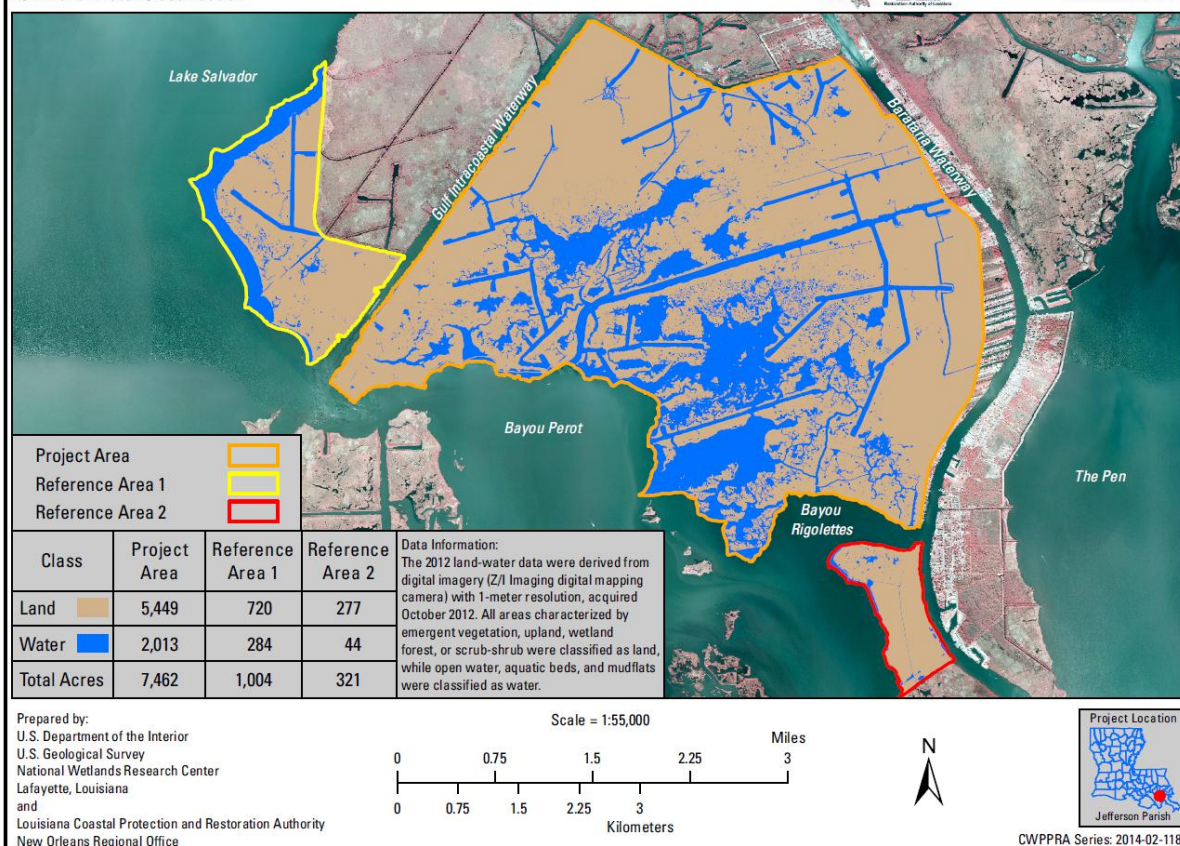 Restoration Authority of Louisiana
Lake Salvador
Gulf Intracoastal Waterway
Barataria Waterway
Bayou Perot
The Pen
Bayou
Rigolettes
Project Area
Reference Area 1
Reference Area 2
Class Project Area Reference Area 1 Reference Area 2
Land 5,449 720 277
Water 2,013 284 44
Total Acres 7,462 1,004 321
Data Information:
The 2012 land-water data were derived from
digital imagery (Z/I Imaging digital mapping
camera) with 1-meter resolution, acquired
October 2012. All areas characterized by
emergent vegetation, upland, wetland
forest, or scrub-shrub were classified as land,
while open water, aquatic beds, and mudflats
were classified as water.
Prepared by:
U.S. Department of the Interior
U.S. Geological Survey
National Wetlands Research Center
Lafayette, Louisiana
and
Louisiana Coastal Protection and Restoration Authority
New Orleans Regional Office
Scale = 1:55,000
Miles
0 0.75 1.5 2.25 3
0 0.75 1.5 2.25 3
Kilometers
N
Project Location
Jefferson Parish
CWPPRA Series: 2014-02-118